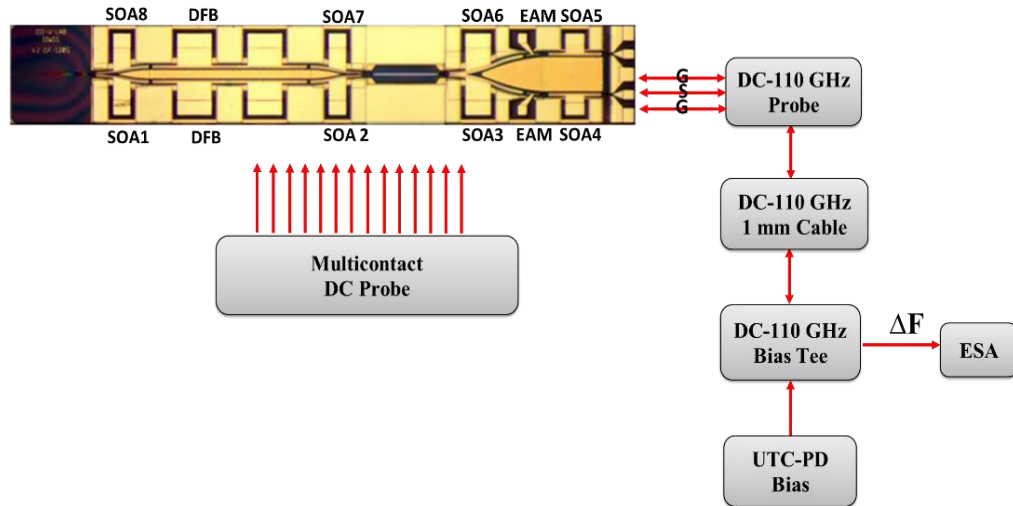 SOA8 DFB SOA7 SOA6 EAM SOA5
SOA1 DFB SOA 2 SOA3 EAM SOA4
G
S
G
DC-110 GHz
Probe
DC-110 GHz
1 mm Cable
Multicontact
DC Probe
DC-110 GHz
Bias Tee
ΔF
ESA
UTC-PD
Bias